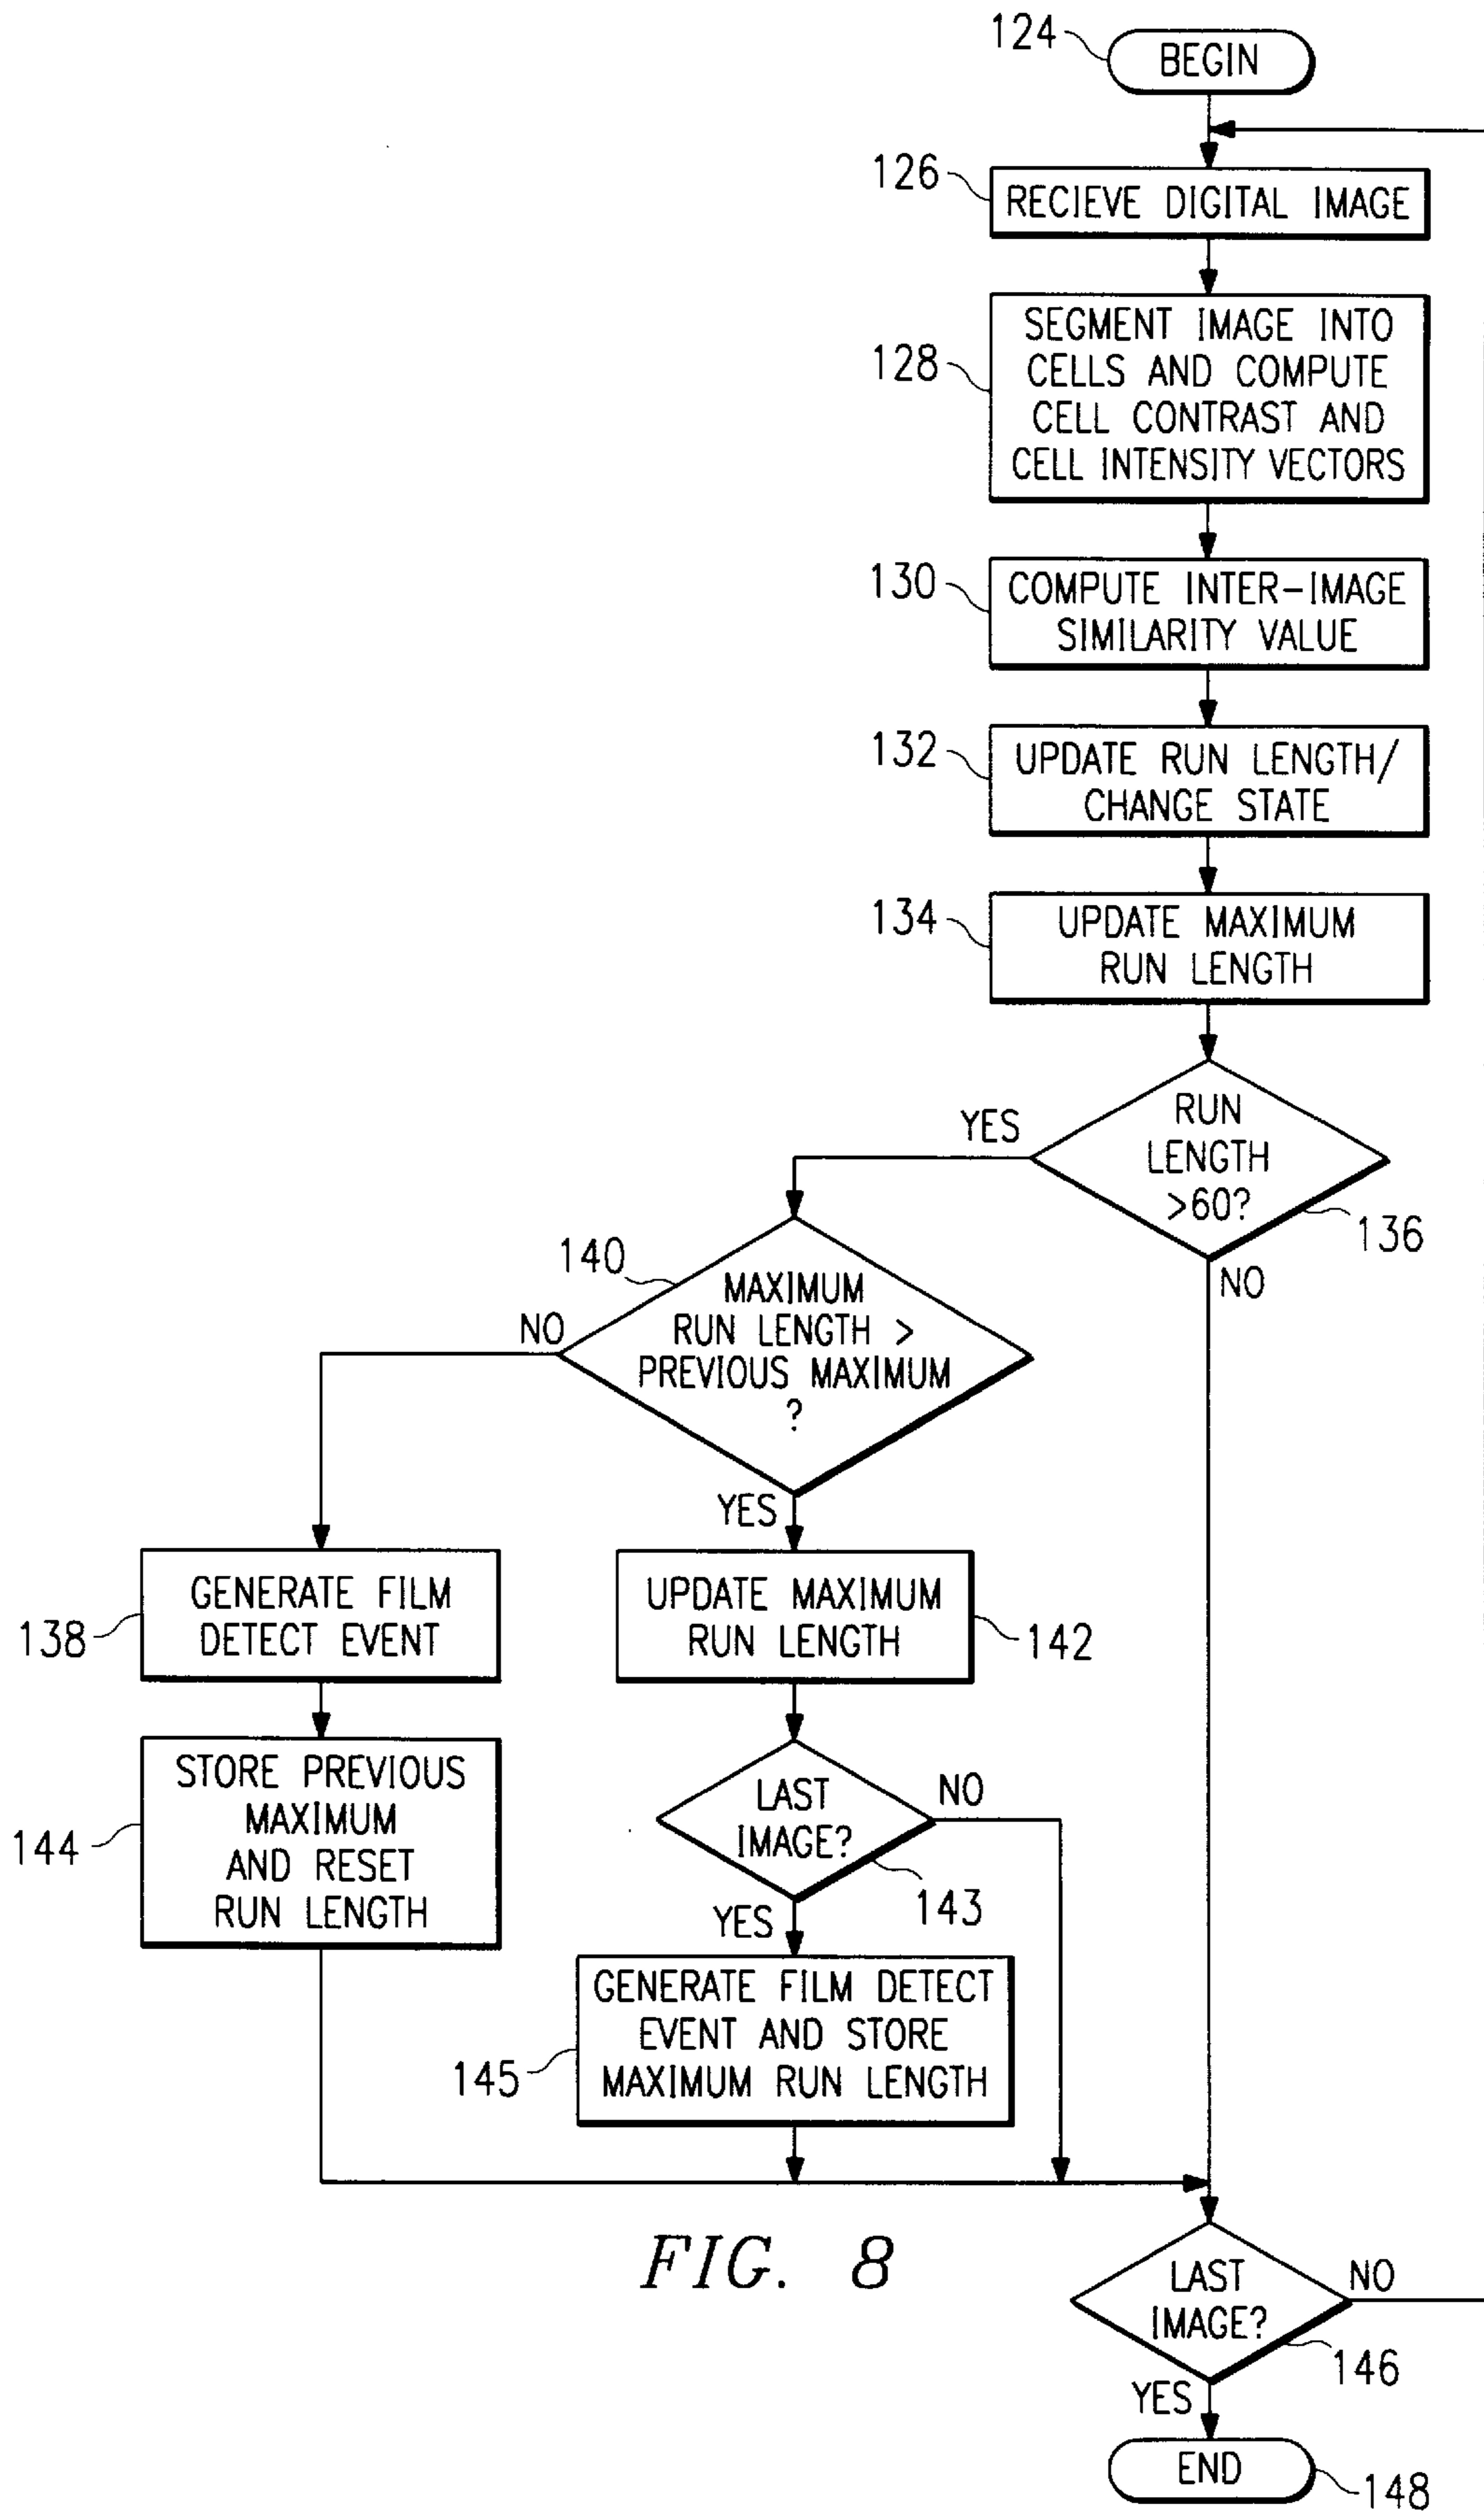 124
BEGIN
126
RECIEVE DIGITAL IMAGE
128
SEGMENT IMAGE INTO
CELLS AND COMPUTE
CELL CONTRAST AND
CELL INTENSITY VECTORS
130
COMPUTE INTER-IMAGE
SIMILARITY VALUE
132
UPDATE RUN LENGTH/
CHANGE STATE
134
UPDATE MAXIMUM
RUN LENGTH
YES
RUN
LENGTH
>60?
136
NO
140
MAXIMUM
RUN LENGTH >
PREVIOUS MAXIMUM
?
NO
YES
GENERATE FILM
DETECT EVENT
138
UPDATE MAXIMUM
RUN LENGTH
142
STORE PREVIOUS
MAXIMUM
AND RESET
RUN LENGTH
144
LAST
IMAGE?
NO
143
YES
GENERATE FILM DETECT
EVENT AND STORE
MAXIMUM RUN LENGTH
145
FIG. 8
LAST
IMAGE?
NO
146
YES
END
148